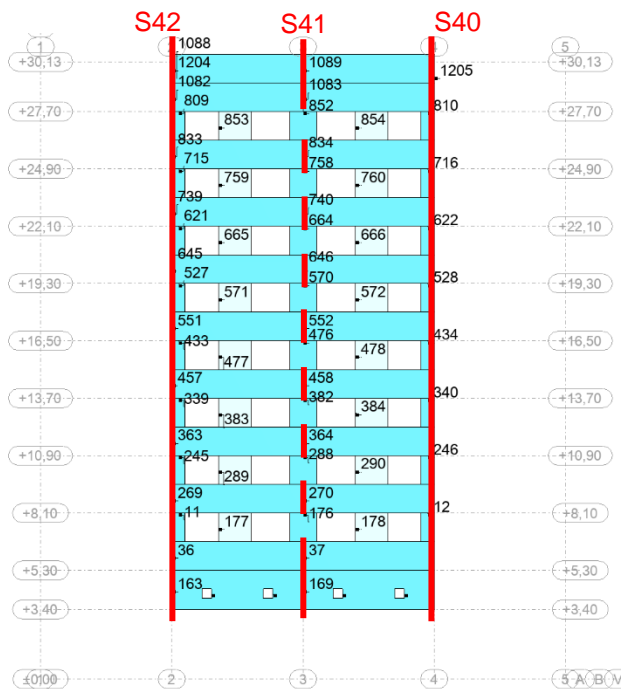 S42 S41 S40
1 5
1088
+30,13 1204 1089 1205 +30,13
1082 1083
+27,70 809 852 810 +27,70
853 854
833 834
+24,90 715 758 716 +24,90
759 760
739 740
+22,10 621 664 622 +22,10
665 666
645 646
+19,30 527 570 528 +19,30
571 572
551 552
+16,50 433 476 434 +16,50
477 478
457 458
+13,70 339 382 340 +13,70
383 384
363 364
+10,90 245 288 246 +10,90
289 290
269 270
+8,10 11 176 12 +8,10
177 178
36 37
+5,30 +5,30
163 169
+3,40 +3,40
2 3 4 5 A B V